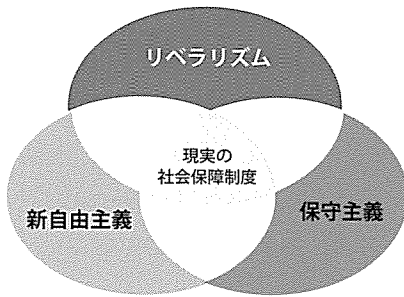 リベラリズム
現実の
社会保障制度
新自由主義
保守主義